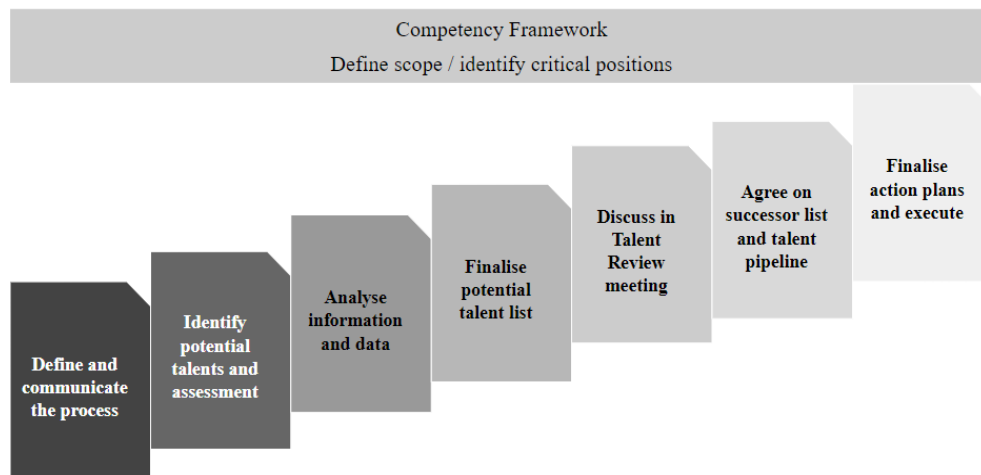 Competency Framework
Define scope / identify critical positions
Define and
communicate
the process
Identify
potential
talents and
assessment
Analyse
information
and data
Finalise
potential
talent list
Discuss in
Talent
Review
meeting
Agree on
successor list
and talent
pipeline
Finalise
action plans
and execute